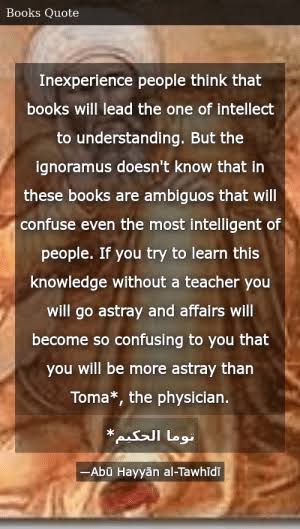 Books Quote
Inexperience people think that
books will lead the one of intellect
to understanding. But the
ignoramus doesn't know that in
these books are ambiguos that will
confuse even the most intelligent of
people. If you try to learn this
knowledge without a teacher you
will go astray and affairs will
become so confusing to you that
you will be more astray than
Toma*, the physician.
*توما الحكيم
—Abū Hayyān al-Tawhīdī